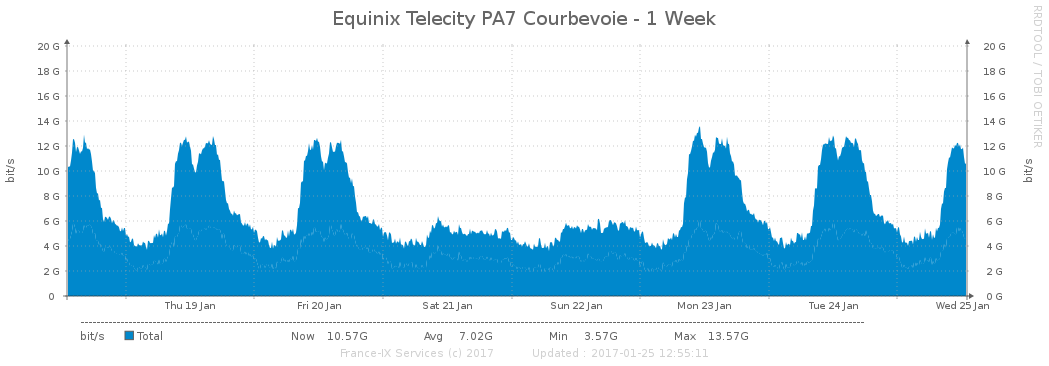 Equinix Telecity PA7 Courbevoie - 1 Week
RRDTOOL / TOBI OETIKER
20 G 20 G
18 G 18 G
16 G 16 G
14 G 14 G
12 G 12 G
10 G 10 G
8 G 8 G
6 G 6 G
4 G 4 G
2 G 2 G
0 0 G
bit/s bit/s
Thu 19 Jan Fri 20 Jan Sat 21 Jan Sun 22 Jan Mon 23 Jan Tue 24 Jan Wed 25 Jan
bit/s Total Now 10.57G Avg 7.02G Min 3.57G Max 13.57G
France-IX Services (c) 2017 Updated : 2017-01-25 12:55:11